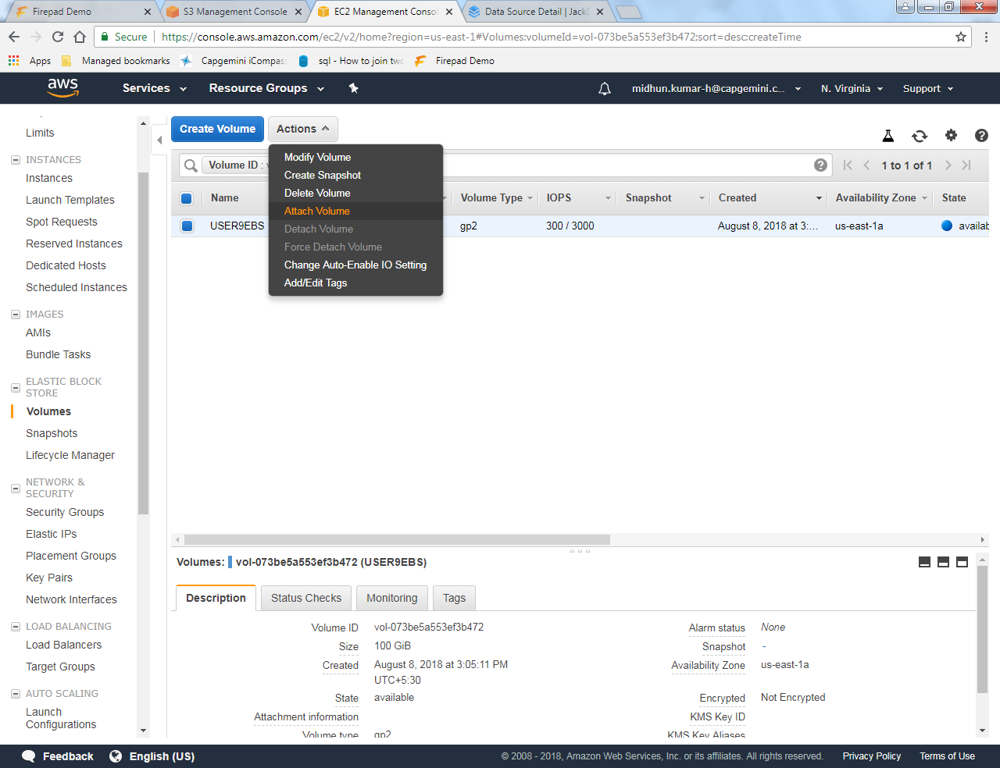 Firepad Demo
S3 Management Console
EC2 Management Consol
Data Source Detail | Jack
Secure
https://console.aws.amazon.com/ec2/v2/home?region=us-east-1#Volumes:volumeId=vol-073be5a553ef3b472;sort=desc:createTime
Apps
Managed bookmarks
Capgemini iCompas
sql - How to join two
Firepad Demo
aws
Services
Resource Groups
midhun.kumar-h@capgemini.c...
N. Virginia
Support
Limits
INSTANCES
Instances
Launch Templates
Spot Requests
Reserved Instances
Dedicated Hosts
Scheduled Instances
IMAGES
AMIs
Bundle Tasks
ELASTIC BLOCK
STORE
Volumes
Snapshots
Lifecycle Manager
NETWORK &
SECURITY
Security Groups
Elastic IPs
Placement Groups
Key Pairs
Network Interfaces
LOAD BALANCING
Load Balancers
Target Groups
AUTO SCALING
Launch
Configurations
Create Volume
Actions
Modify Volume
Create Snapshot
Delete Volume
Attach Volume
Detach Volume
Force Detach Volume
Change Auto-Enable IO Setting
Add/Edit Tags
Volume ID :
1 to 1 of 1
Name
Volume Type
IOPS
Snapshot
Created
Availability Zone
State
USER9EBS
gp2
300 / 3000
August 8, 2018 at 3:...
us-east-1a
availab
Volumes: vol-073be5a553ef3b472 (USER9EBS)
Description
Status Checks
Monitoring
Tags
Volume ID vol-073be5a553ef3b472
Alarm status None
Size 100 GiB
Snapshot -
Created August 8, 2018 at 3:05:11 PM
UTC+5:30
Availability Zone us-east-1a
State available
Encrypted Not Encrypted
Attachment information
KMS Key ID
Volume type gp2
KMS Key Aliases
Feedback
English (US)
© 2008 - 2018, Amazon Web Services, Inc. or its affiliates. All rights reserved.
Privacy Policy
Terms of Use